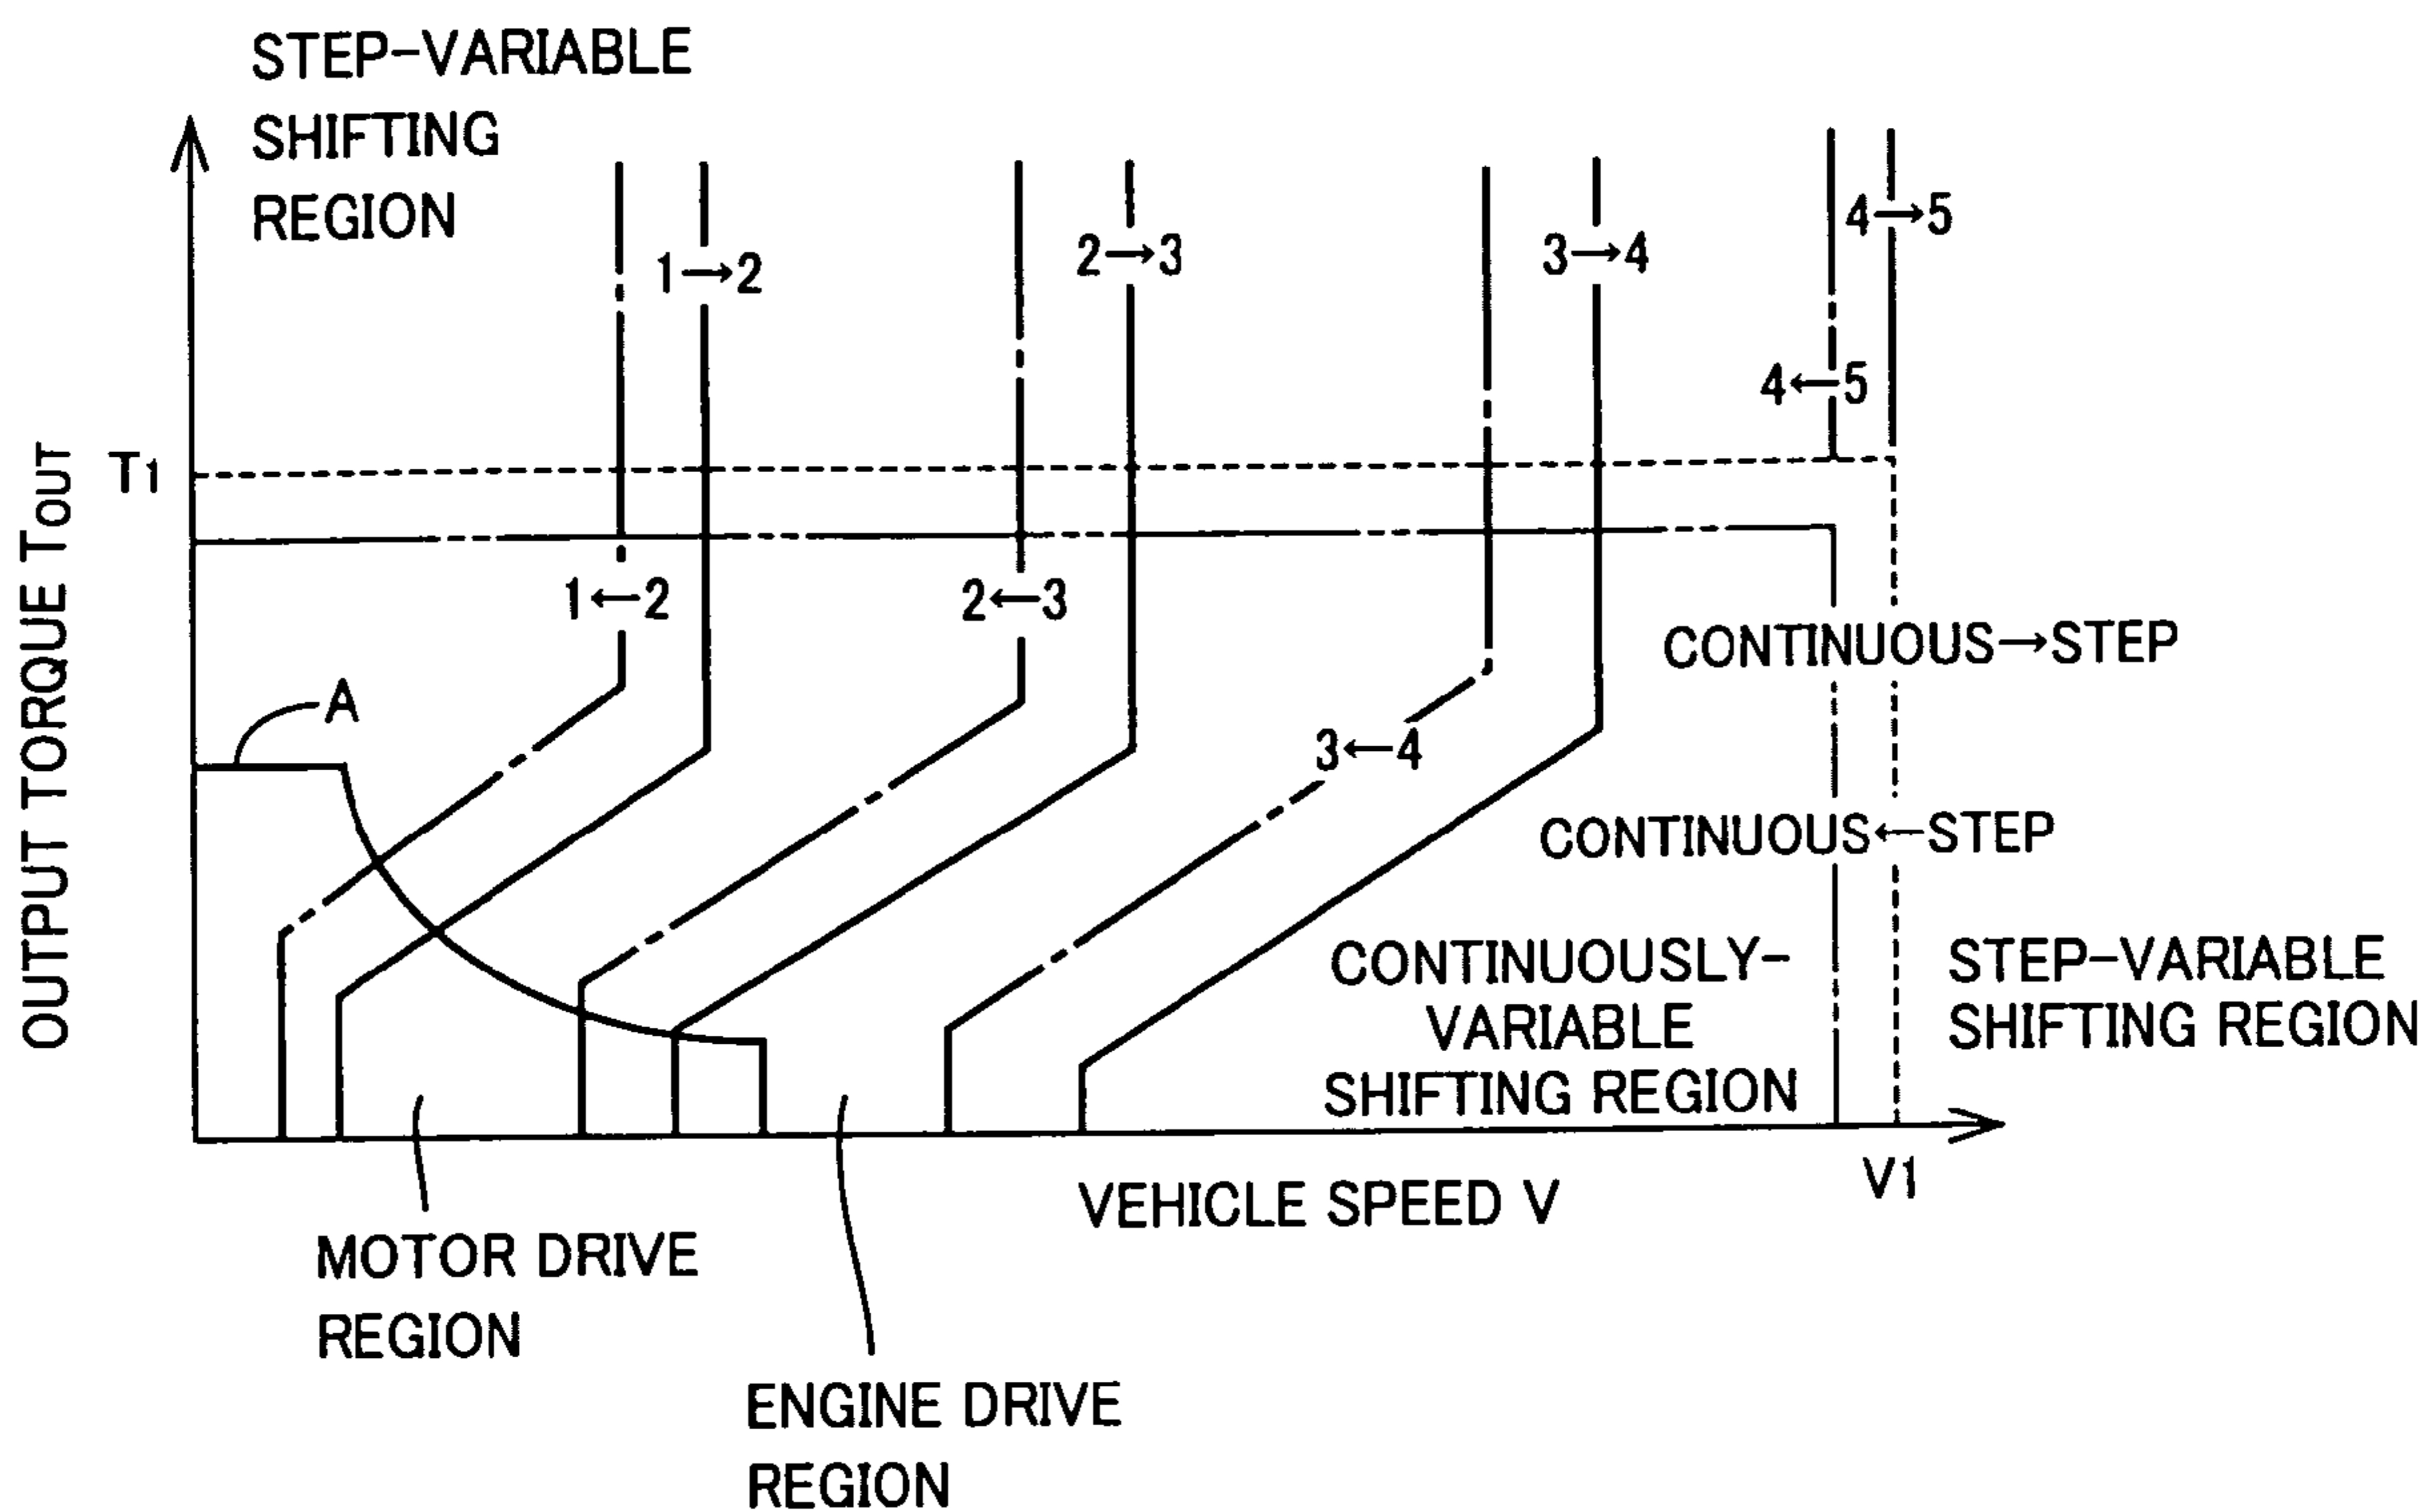 STEP-VARIABLE
SHIFTING
REGION
1→2
2→3
3→4
4→5
4←5
T1
OUTPUT TORQUE TOUT
1←2
2←3
CONTINUOUS→STEP
A
3←4
CONTINUOUS←STEP
CONTINUOUSLY-
VARIABLE
SHIFTING REGION
STEP-VARIABLE
SHIFTING REGION
V1
VEHICLE SPEED V
MOTOR DRIVE
REGION
ENGINE DRIVE
REGION